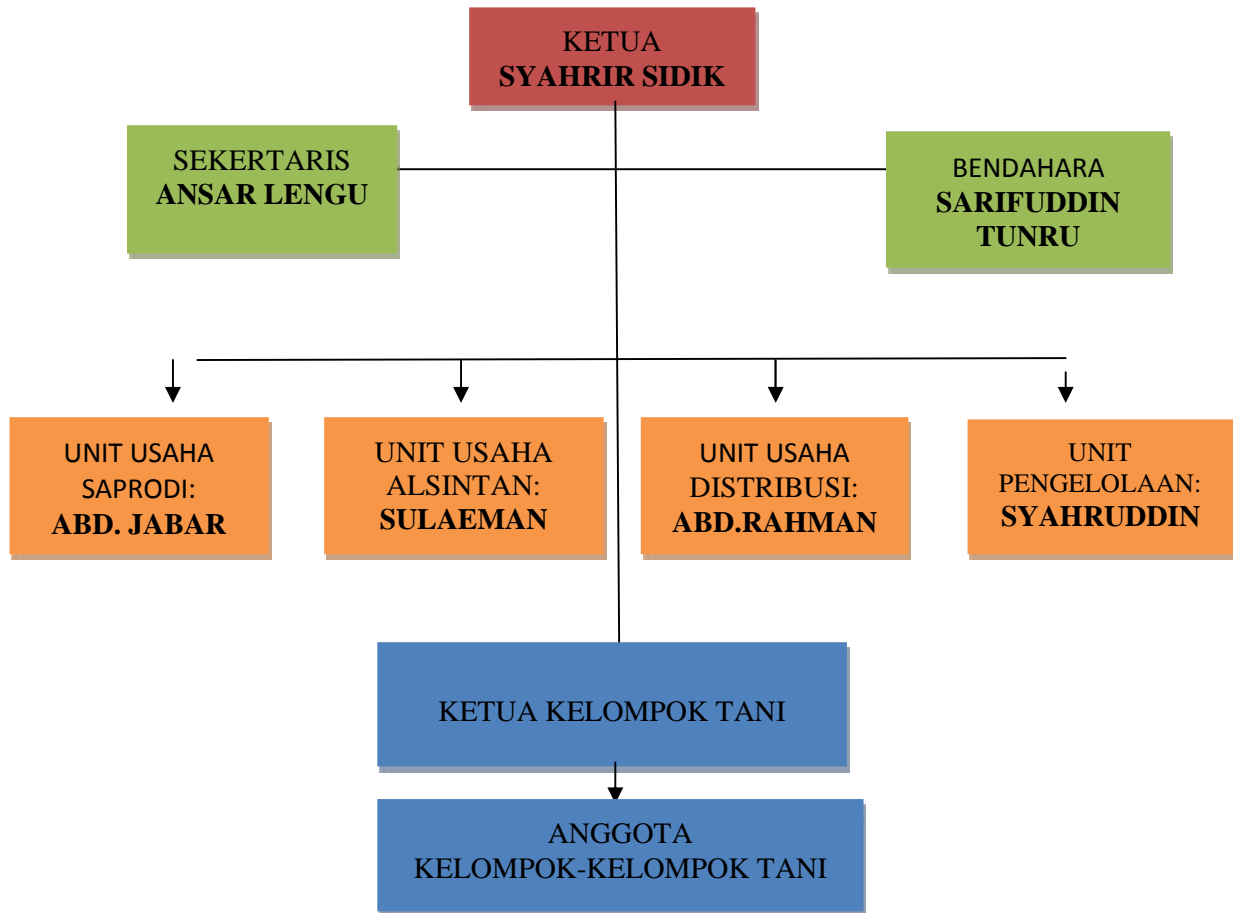 KETUA
SYAHRIR SIDIK
SEKERTARIS
ANSAR LENGU
BENDAHARA
SARIFUDDIN
TUNRU
UNIT USAHA
SAPRODI:
ABD. JABAR
UNIT USAHA
ALSINTAN:
SULAEMAN
UNIT USAHA
DISTRIBUSI:
ABD.RAHMAN
UNIT
PENGELOLAAN:
SYAHRUDDIN
KETUA KELOMPOK TANI
ANGGOTA
KELOMPOK-KELOMPOK TANI